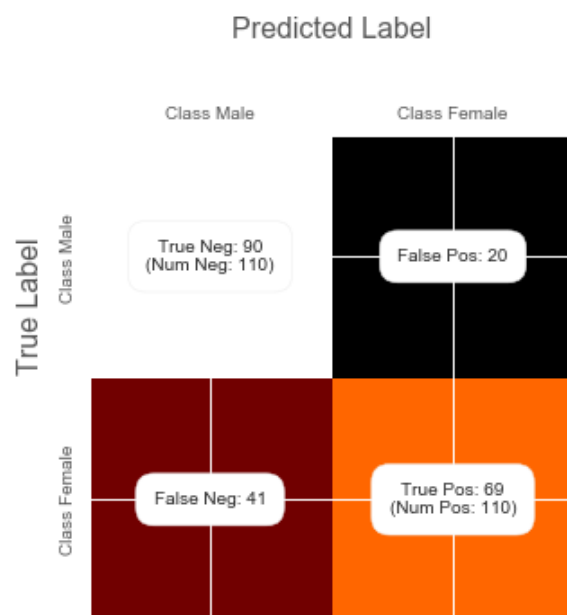 Predicted Label
Class Male
Class Female
True Label
Class Male
True Neg: 90
(Num Neg: 110)
False Pos: 20
Class Female
False Neg: 41
True Pos: 69
(Num Pos: 110)